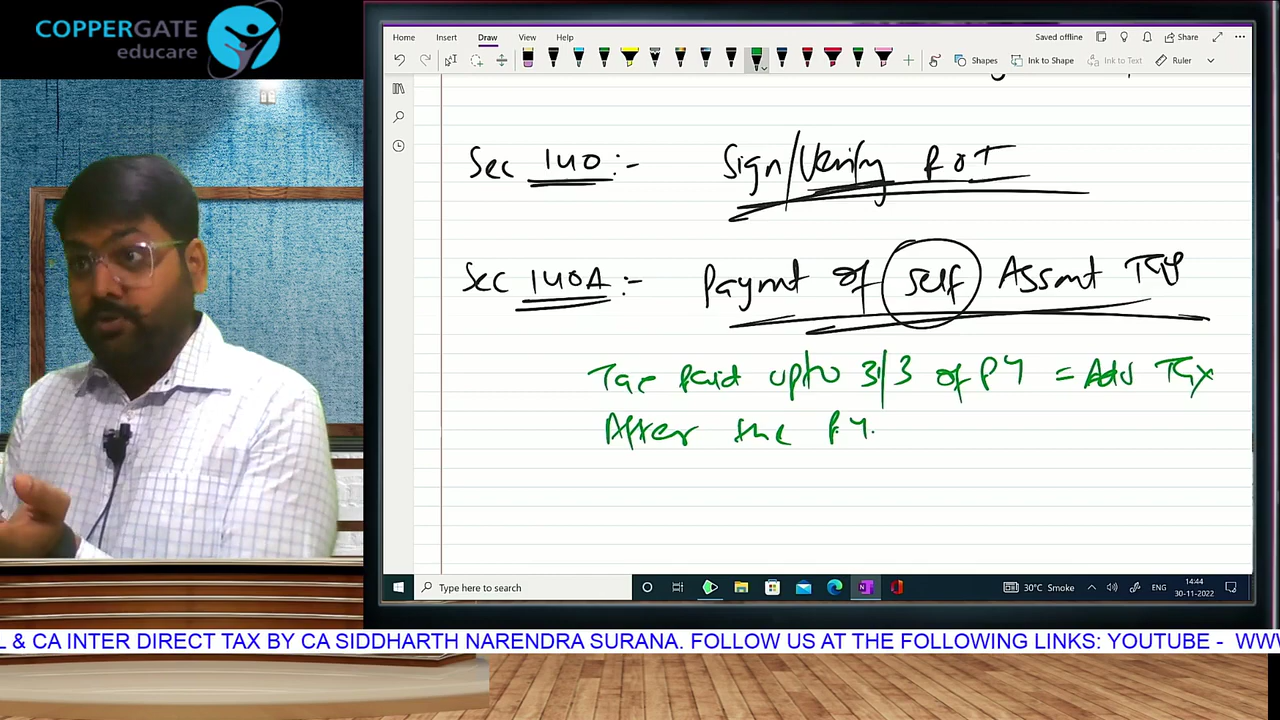 COPPERGATE
educare
Home Insert Draw View Help
Saved offline
Share
Shapes
Ink to Shape
Ink to Text
Ruler
Sec 140 :- Sign/Verify ROI
Sec 140A :- Paymt of self Assmt Tax
Tax Paid upto 31/3 of PY = Adv Tax
After the P.Y.
Type here to search
30°C Smoke
ENG
14:44
30-11-2022
L & CA INTER DIRECT TAX BY CA SIDDHARTH NARENDRA SURANA. FOLLOW US AT THE FOLLOWING LINKS: YOUTUBE - WWW